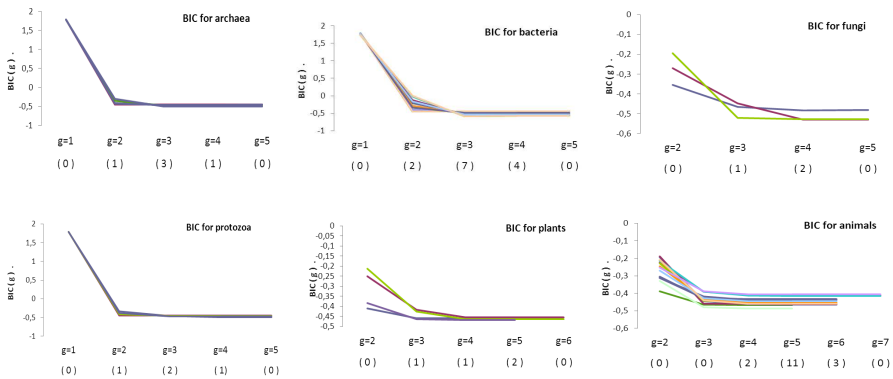 BIC for archaea
BIC(g) .
2
1,5
1
0,5
0
-0,5
-1
g=1 g=2 g=3 g=4 g=5
( 0 ) ( 1 ) ( 3 ) ( 1 ) ( 0 )
BIC for bacteria
BIC(g) .
2
1,5
1
0,5
0
-0,5
-1
g=1 g=2 g=3 g=4 g=5
( 0 ) ( 2 ) ( 7 ) ( 4 ) ( 0 )
BIC for fungi
BIC(g) .
0
-0,1
-0,2
-0,3
-0,4
-0,5
-0,6
g=2 g=3 g=4 g=5
( 0 ) ( 1 ) ( 2 ) ( 0 )
BIC for protozoa
BIC(g) .
2
1,5
1
0,5
0
-0,5
-1
g=1 g=2 g=3 g=4 g=5
( 0 ) ( 1 ) ( 2 ) ( 1 ) ( 0 )
BIC for plants
BIC(g) .
0
-0,05
-0,1
-0,15
-0,2
-0,25
-0,3
-0,35
-0,4
-0,45
-0,5
g=2 g=3 g=4 g=5 g=6
( 0 ) ( 1 ) ( 1 ) ( 2 ) ( 0 )
BIC for animals
BIC(g) .
0
-0,1
-0,2
-0,3
-0,4
-0,5
-0,6
g=2 g=3 g=4 g=5 g=6 g=7
( 0 ) ( 0 ) ( 2 ) ( 11 ) ( 3 ) ( 0 )